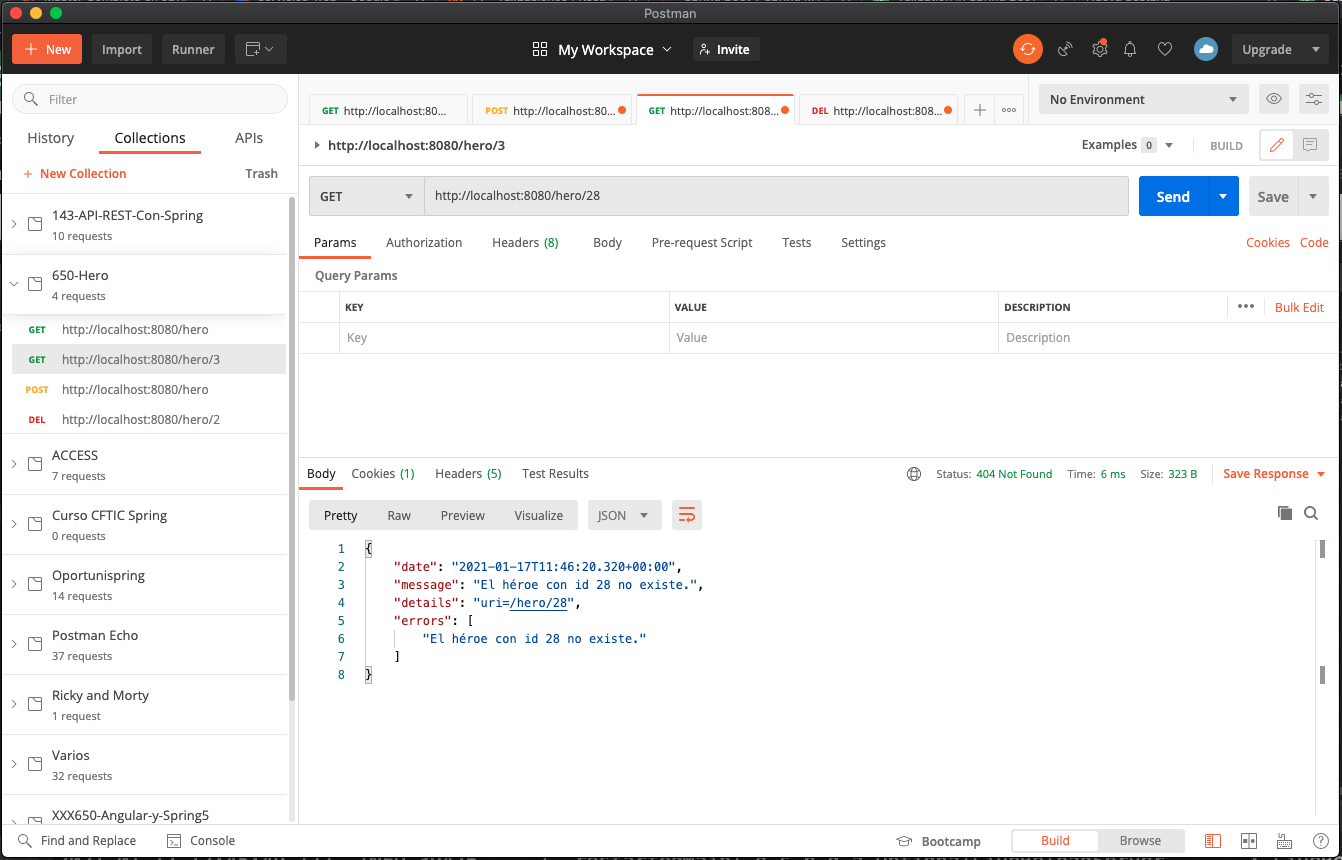 Postman
New
Import
Runner
My Workspace
Invite
Upgrade
Filter
History
Collections
APIs
New Collection
Trash
143-API-REST-Con-Spring
10 requests
650-Hero
4 requests
GET http://localhost:8080/hero
GET http://localhost:8080/hero/3
POST http://localhost:8080/hero
DEL http://localhost:8080/hero/2
ACCESS
7 requests
Curso CFTIC Spring
0 requests
Oportunispring
14 requests
Postman Echo
37 requests
Ricky and Morty
1 request
Varios
32 requests
XXX650-Angular-y-Spring5
GET http://localhost:80...
POST http://localhost:80...
GET http://localhost:808...
DEL http://localhost:808...
No Environment
http://localhost:8080/hero/3
Examples 0
BUILD
GET
http://localhost:8080/hero/28
Send
Save
Params
Authorization
Headers (8)
Body
Pre-request Script
Tests
Settings
Cookies
Code
Query Params
KEY
VALUE
DESCRIPTION
Bulk Edit
Key
Value
Description
Body
Cookies (1)
Headers (5)
Test Results
Status: 404 Not Found
Time: 6 ms
Size: 323 B
Save Response
Pretty
Raw
Preview
Visualize
JSON
1 {
2 "date": "2021-01-17T11:46:20.320+00:00",
3 "message": "El héroe con id 28 no existe.",
4 "details": "uri=/hero/28",
5 "errors": [
6 "El héroe con id 28 no existe."
7 ]
8 }
Find and Replace
Console
Bootcamp
Build
Browse